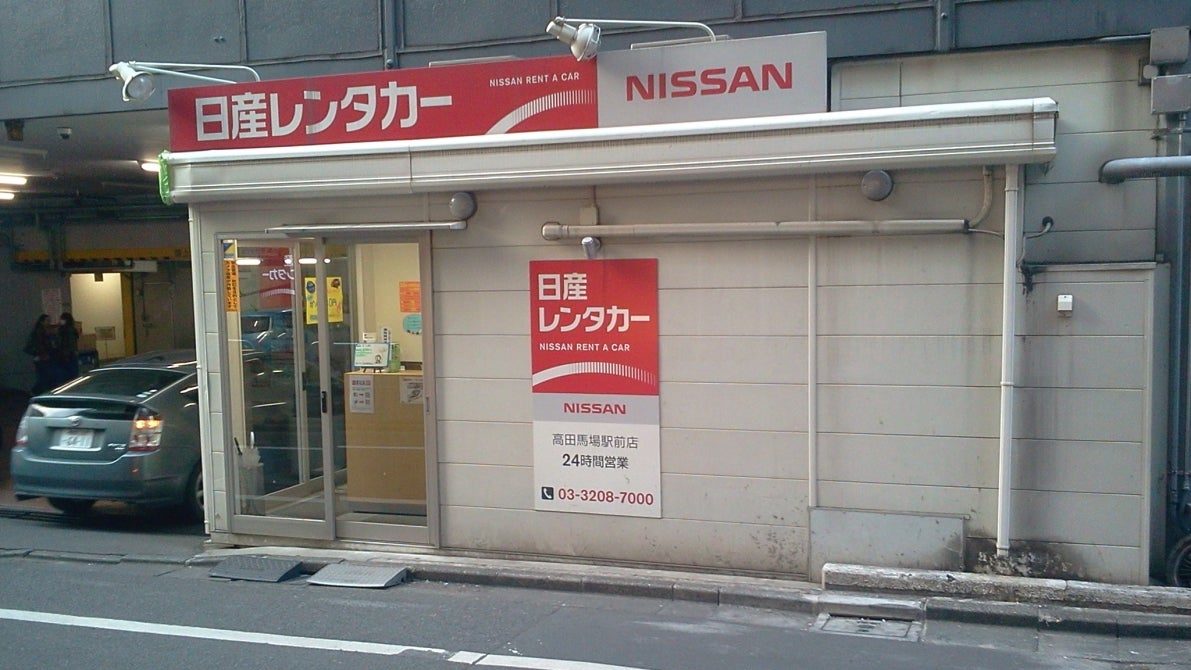 日産レンタカー
NISSAN RENT A CAR
NISSAN
日産
レンタカー
NISSAN RENT A CAR
NISSAN
高田馬場駅前店
24時間営業
03-3208-7000